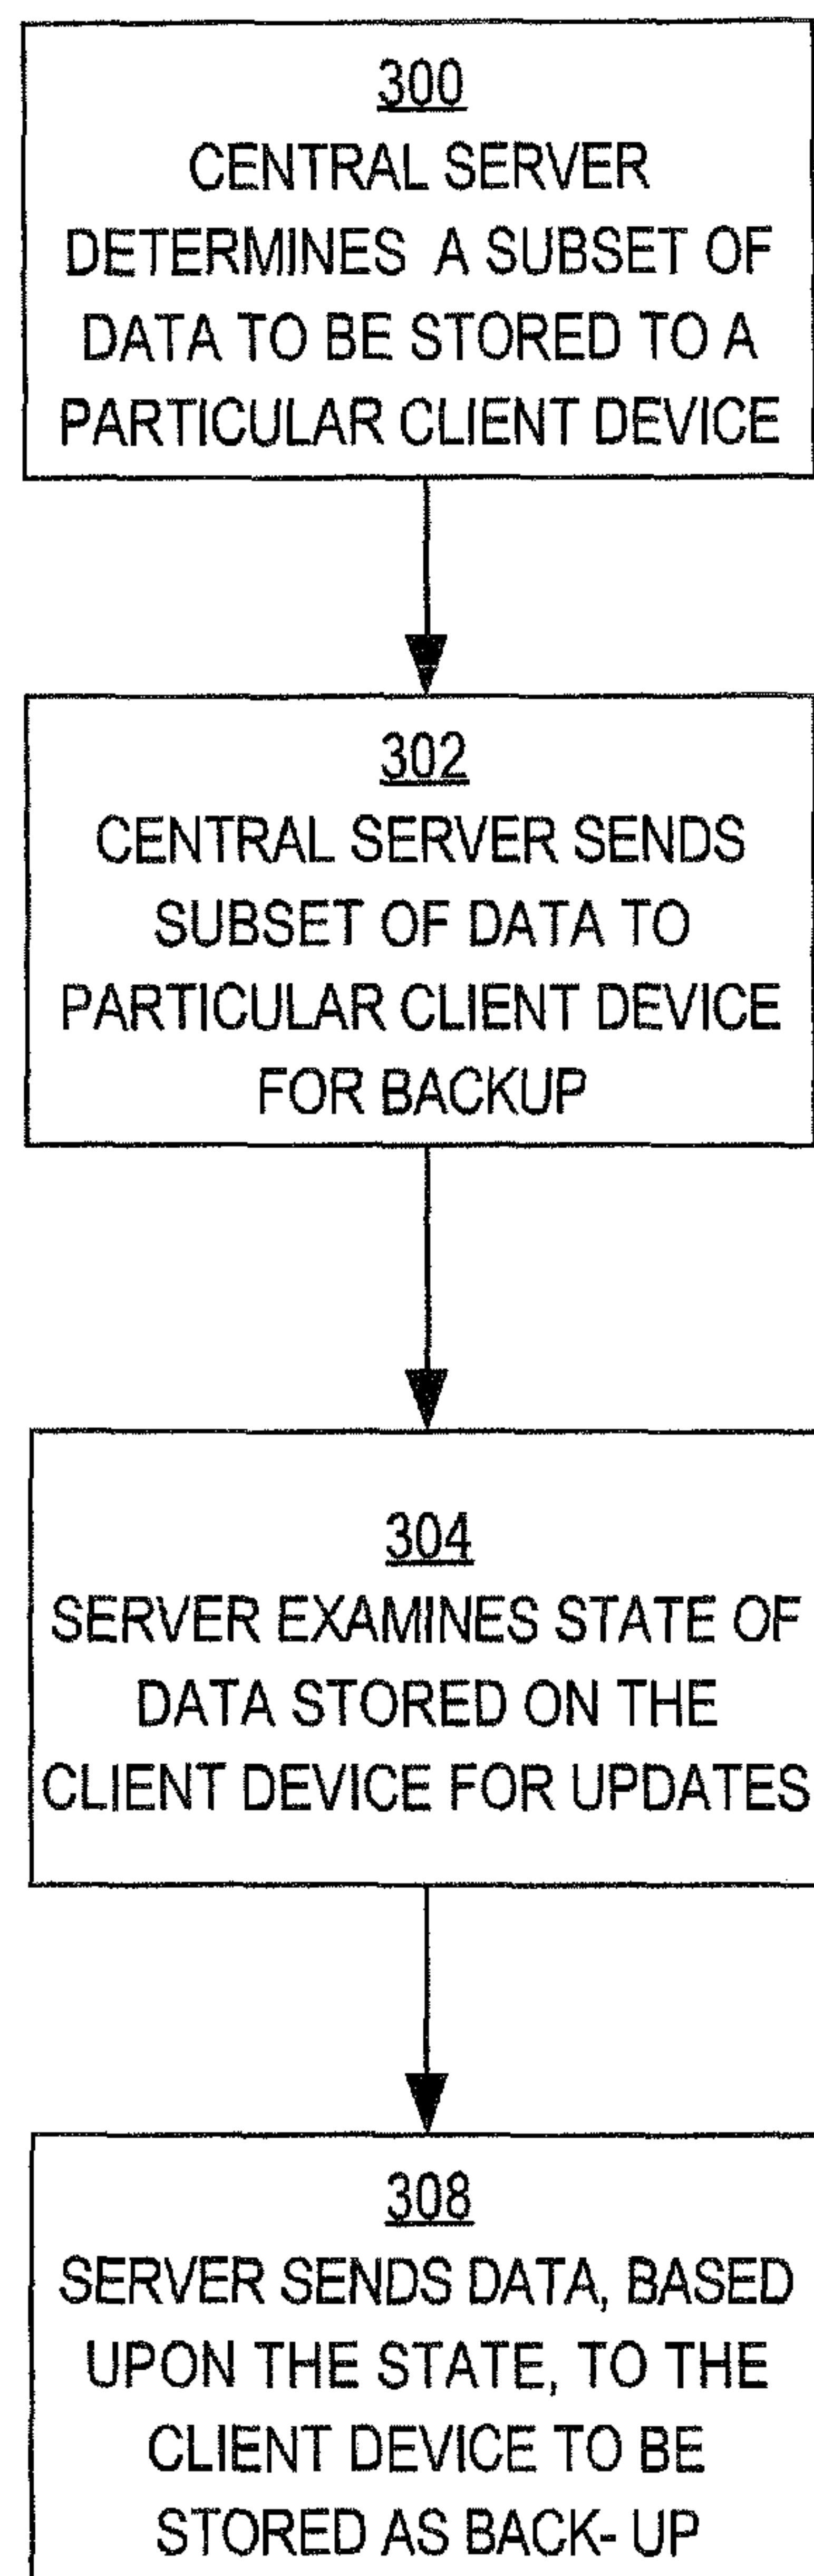 300
CENTRAL SERVER
DETERMINES A SUBSET OF
DATA TO BE STORED TO A
PARTICULAR CLIENT DEVICE
302
CENTRAL SERVER SENDS
SUBSET OF DATA TO
PARTICULAR CLIENT DEVICE
FOR BACKUP
304
SERVER EXAMINES STATE OF
DATA STORED ON THE
CLIENT DEVICE FOR UPDATES
308
SERVER SENDS DATA, BASED
UPON THE STATE, TO THE
CLIENT DEVICE TO BE
STORED AS BACK- UP